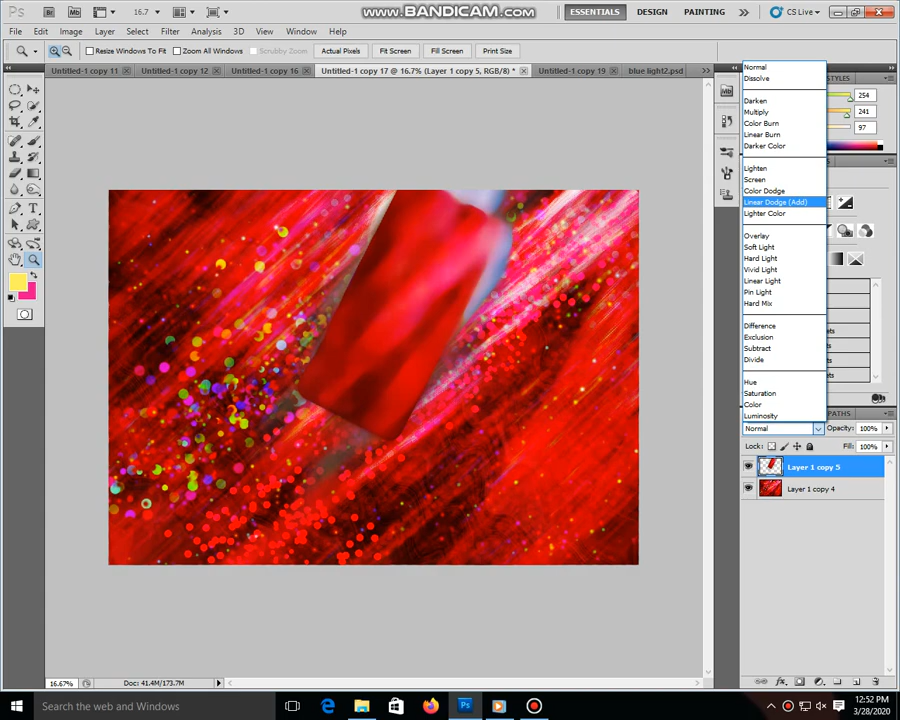 Ps Br Mb 16.7 www.BANDICAM.com ESSENTIALS DESIGN PAINTING CS Live
File Edit Image Layer Select Filter Analysis 3D View Window Help
Resize Windows To Fit Zoom All Windows Scrubby Zoom Actual Pixels Fit Screen Fill Screen Print Size
Untitled-1 copy 11 Untitled-1 copy 12 Untitled-1 copy 16 Untitled-1 copy 17 @ 16.7% (Layer 1 copy 5, RGB/8) * Untitled-1 copy 19 blue light2.psd
STYLES
254
241
97
Normal
Dissolve
Darken
Multiply
Color Burn
Linear Burn
Darker Color
Lighten
Screen
Color Dodge
Linear Dodge (Add)
Lighter Color
Overlay
Soft Light
Hard Light
Vivid Light
Linear Light
Pin Light
Hard Mix
Difference
Exclusion
Subtract
Divide
Hue
Saturation
Color
Luminosity
PATHS
Normal Opacity: 100%
Lock: Fill: 100%
Layer 1 copy 5
Layer 1 copy 4
16.67% Doc: 41.4M/173.7M
Search the web and Windows
12:52 PM
3/28/2020